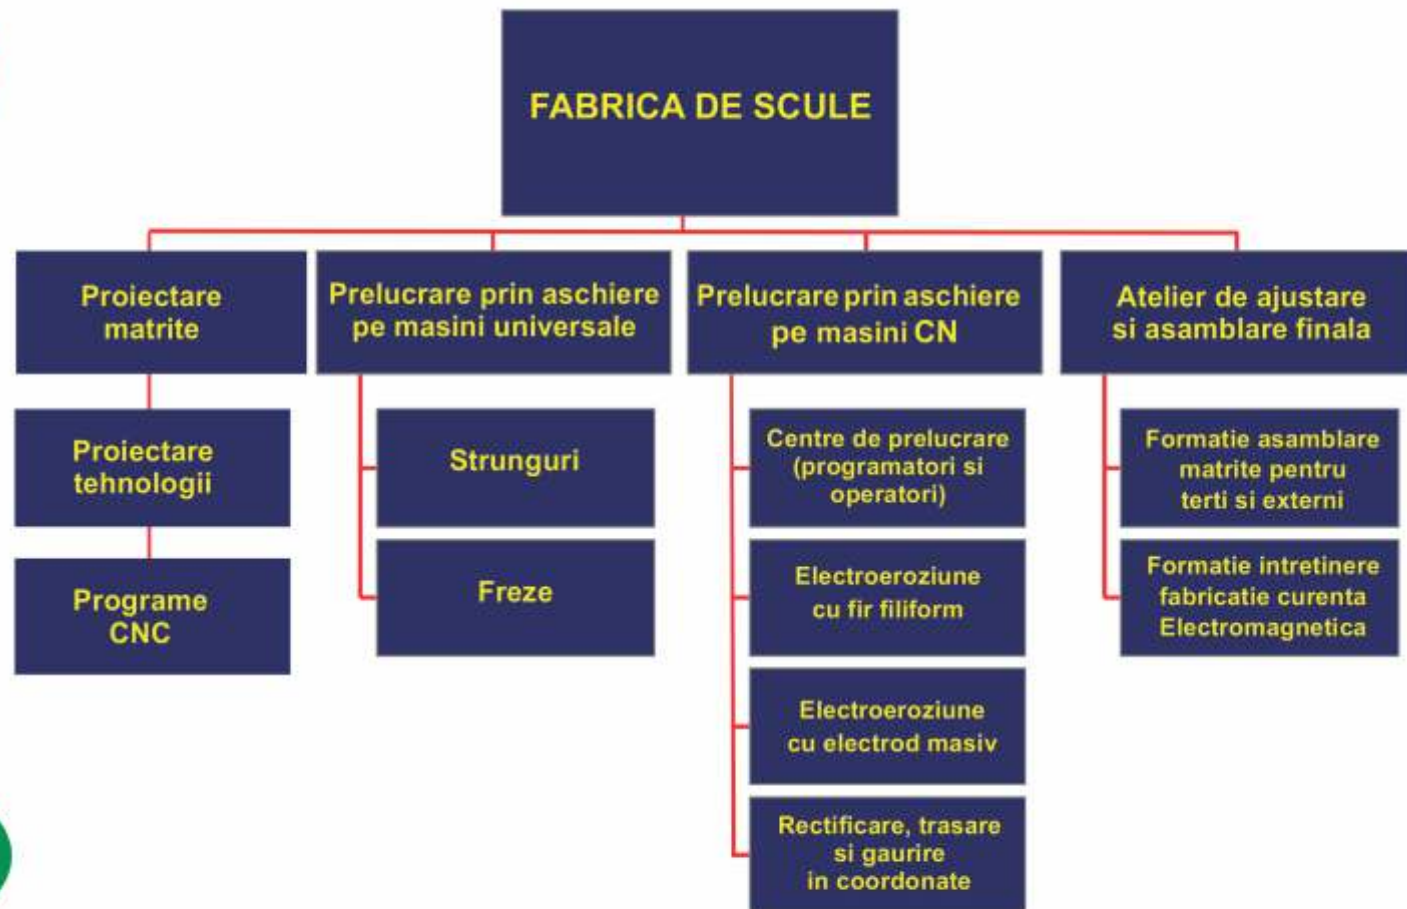 FABRICA DE SCULE
Proiectare
matrite
Prelucrare prin aschiere
pe masini universale
Prelucrare prin aschiere
pe masini CN
Atelier de ajustare
si asamblare finala
Proiectare
tehnologii
Programe
CNC
Strunguri
Freze
Centre de prelucrare
(programatori si
operatori)
Electroeroziune
cu fir filiform
Electroeroziune
cu electrod masiv
Rectificare, trasare
si gaurire
in coordonate
Formatie asamblare
matrite pentru
terti si externi
Formatie intretinere
fabricatie curenta
Electromagnetica